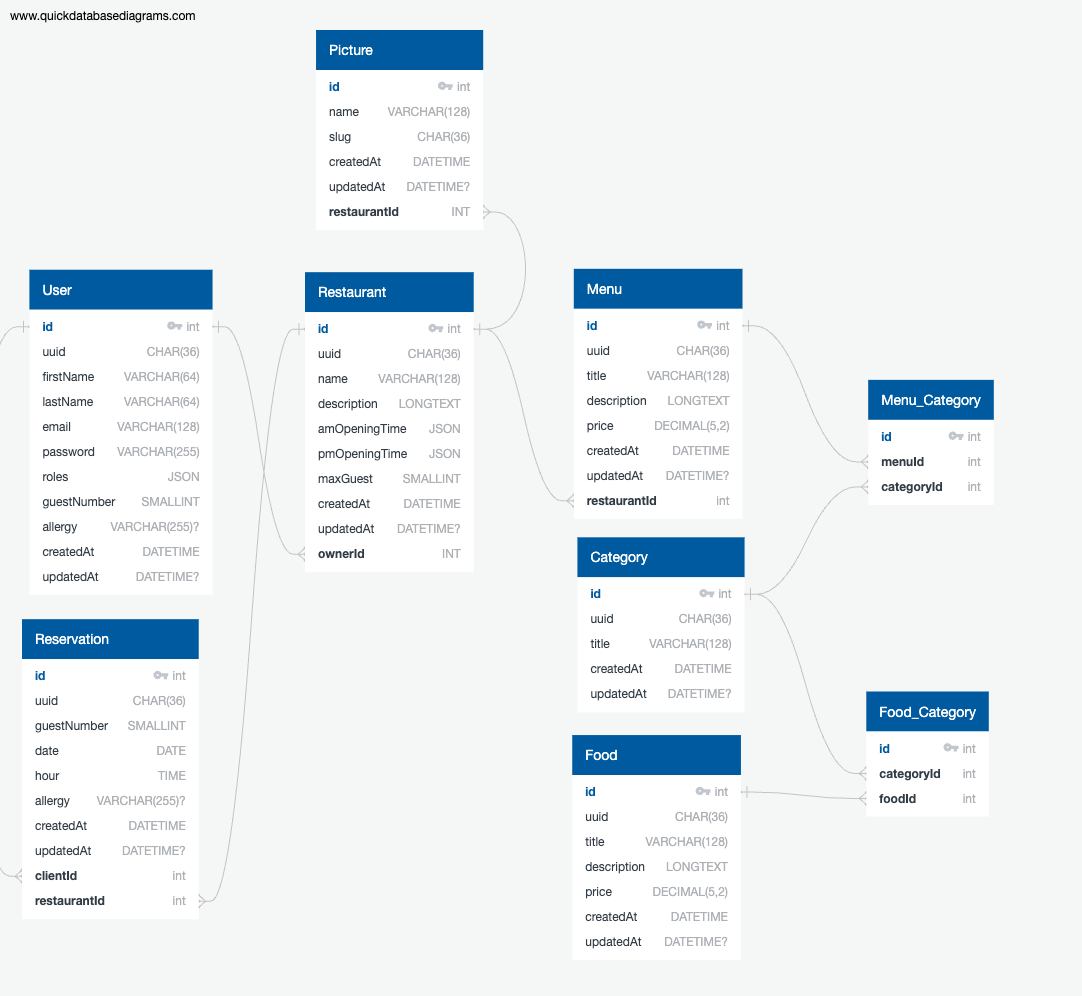 www.quickdatabasediagrams.com
Picture
id int
name VARCHAR(128)
slug CHAR(36)
createdAt DATETIME
updatedAt DATETIME?
restaurantId INT
User
id int
uuid CHAR(36)
firstName VARCHAR(64)
lastName VARCHAR(64)
email VARCHAR(128)
password VARCHAR(255)
roles JSON
guestNumber SMALLINT
allergy VARCHAR(255)?
createdAt DATETIME
updatedAt DATETIME?
Restaurant
id int
uuid CHAR(36)
name VARCHAR(128)
description LONGTEXT
amOpeningTime JSON
pmOpeningTime JSON
maxGuest SMALLINT
createdAt DATETIME
updatedAt DATETIME?
ownerId INT
Menu
id int
uuid CHAR(36)
title VARCHAR(128)
description LONGTEXT
price DECIMAL(5,2)
createdAt DATETIME
updatedAt DATETIME?
restaurantId int
Menu_Category
id int
menuId int
categoryId int
Category
id int
uuid CHAR(36)
title VARCHAR(128)
createdAt DATETIME
updatedAt DATETIME?
Reservation
id int
uuid CHAR(36)
guestNumber SMALLINT
date DATE
hour TIME
allergy VARCHAR(255)?
createdAt DATETIME
updatedAt DATETIME?
clientId int
restaurantId int
Food_Category
id int
categoryId int
foodId int
Food
id int
uuid CHAR(36)
title VARCHAR(128)
description LONGTEXT
price DECIMAL(5,2)
createdAt DATETIME
updatedAt DATETIME?